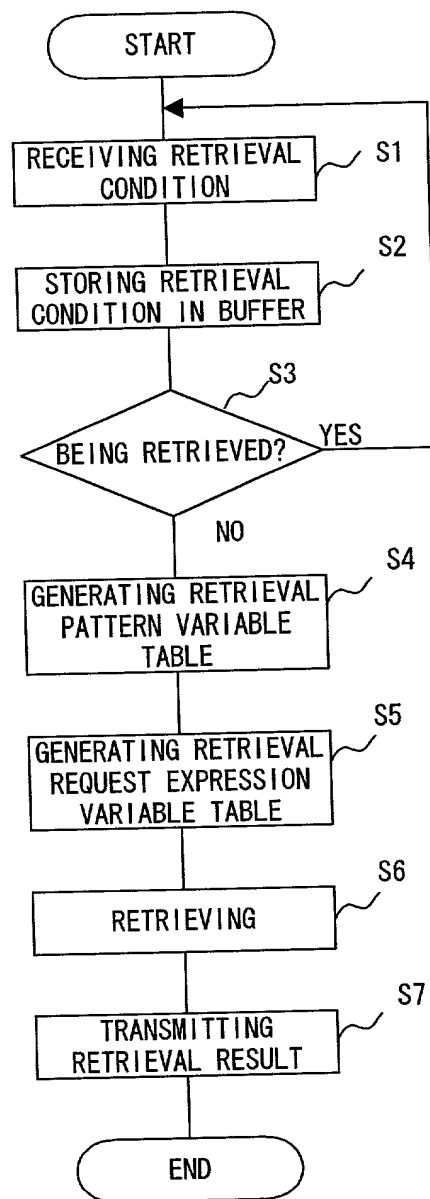 START
RECEIVING RETRIEVAL
CONDITION
S1
STORING RETRIEVAL
CONDITION IN BUFFER
S2
S3
BEING RETRIEVED?
YES
NO
GENERATING RETRIEVAL
PATTERN VARIABLE
TABLE
S4
GENERATING RETRIEVAL
REQUEST EXPRESSION
VARIABLE TABLE
S5
RETRIEVING
S6
TRANSMITTING
RETRIEVAL RESULT
S7
END